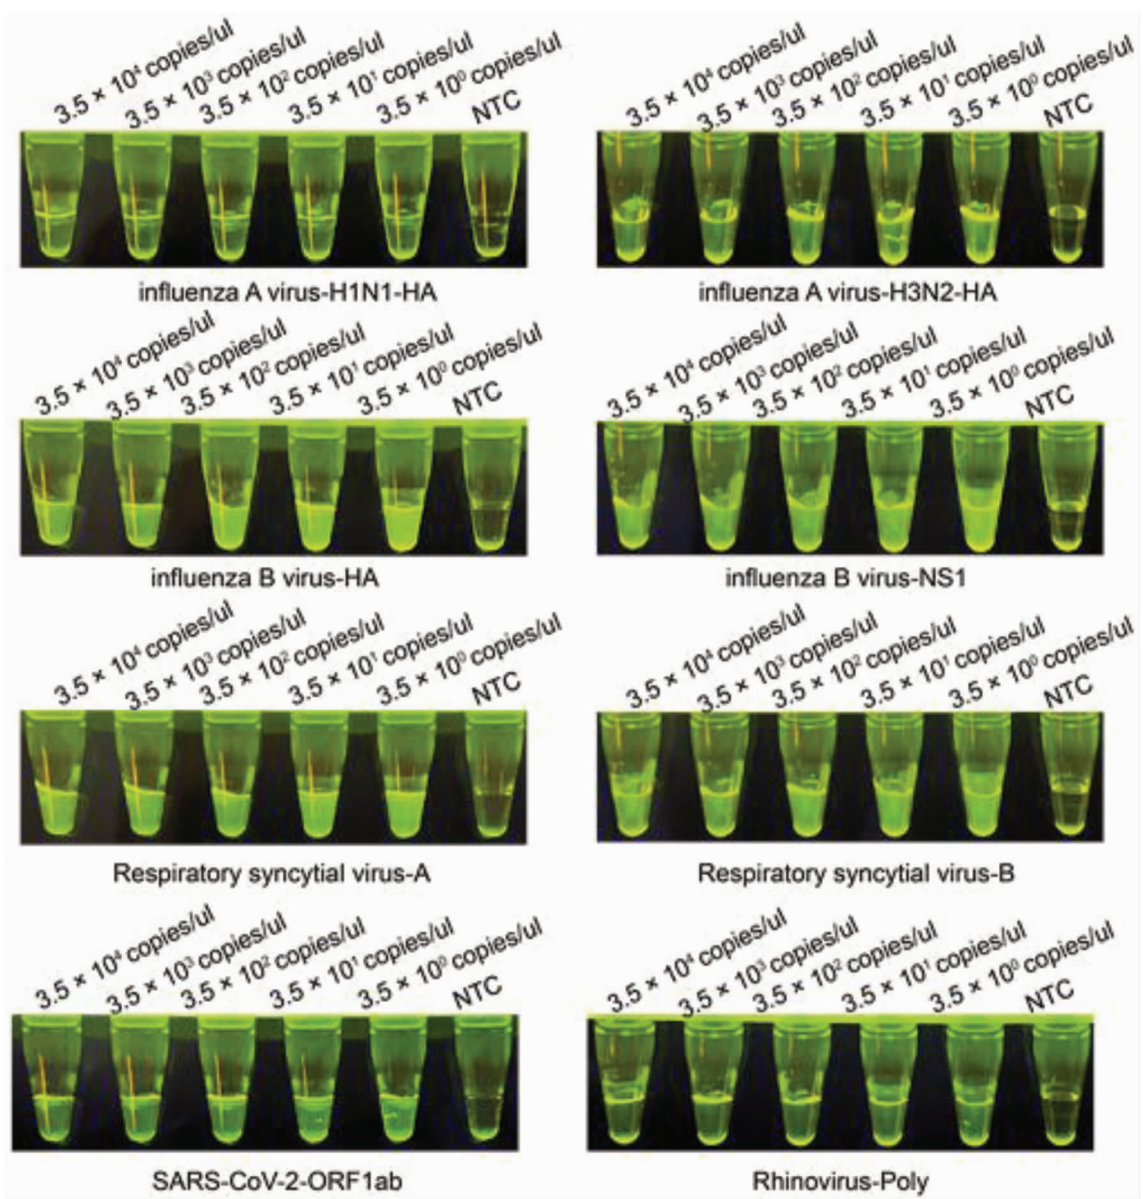 3.5 × 10⁴ copies/ul 3.5 × 10³ copies/ul 3.5 × 10² copies/ul 3.5 × 10¹ copies/ul 3.5 × 10⁰ copies/ul NTC
influenza A virus-H1N1-HA
3.5 × 10⁴ copies/ul 3.5 × 10³ copies/ul 3.5 × 10² copies/ul 3.5 × 10¹ copies/ul 3.5 × 10⁰ copies/ul NTC
influenza A virus-H3N2-HA
3.5 × 10⁴ copies/ul 3.5 × 10³ copies/ul 3.5 × 10² copies/ul 3.5 × 10¹ copies/ul 3.5 × 10⁰ copies/ul NTC
influenza B virus-HA
3.5 × 10⁴ copies/ul 3.5 × 10³ copies/ul 3.5 × 10² copies/ul 3.5 × 10¹ copies/ul 3.5 × 10⁰ copies/ul NTC
influenza B virus-NS1
3.5 × 10⁴ copies/ul 3.5 × 10³ copies/ul 3.5 × 10² copies/ul 3.5 × 10¹ copies/ul 3.5 × 10⁰ copies/ul NTC
Respiratory syncytial virus-A
3.5 × 10⁴ copies/ul 3.5 × 10³ copies/ul 3.5 × 10² copies/ul 3.5 × 10¹ copies/ul 3.5 × 10⁰ copies/ul NTC
Respiratory syncytial virus-B
3.5 × 10⁴ copies/ul 3.5 × 10³ copies/ul 3.5 × 10² copies/ul 3.5 × 10¹ copies/ul 3.5 × 10⁰ copies/ul NTC
SARS-CoV-2-ORF1ab
3.5 × 10⁴ copies/ul 3.5 × 10³ copies/ul 3.5 × 10² copies/ul 3.5 × 10¹ copies/ul 3.5 × 10⁰ copies/ul NTC
Rhinovirus-Poly